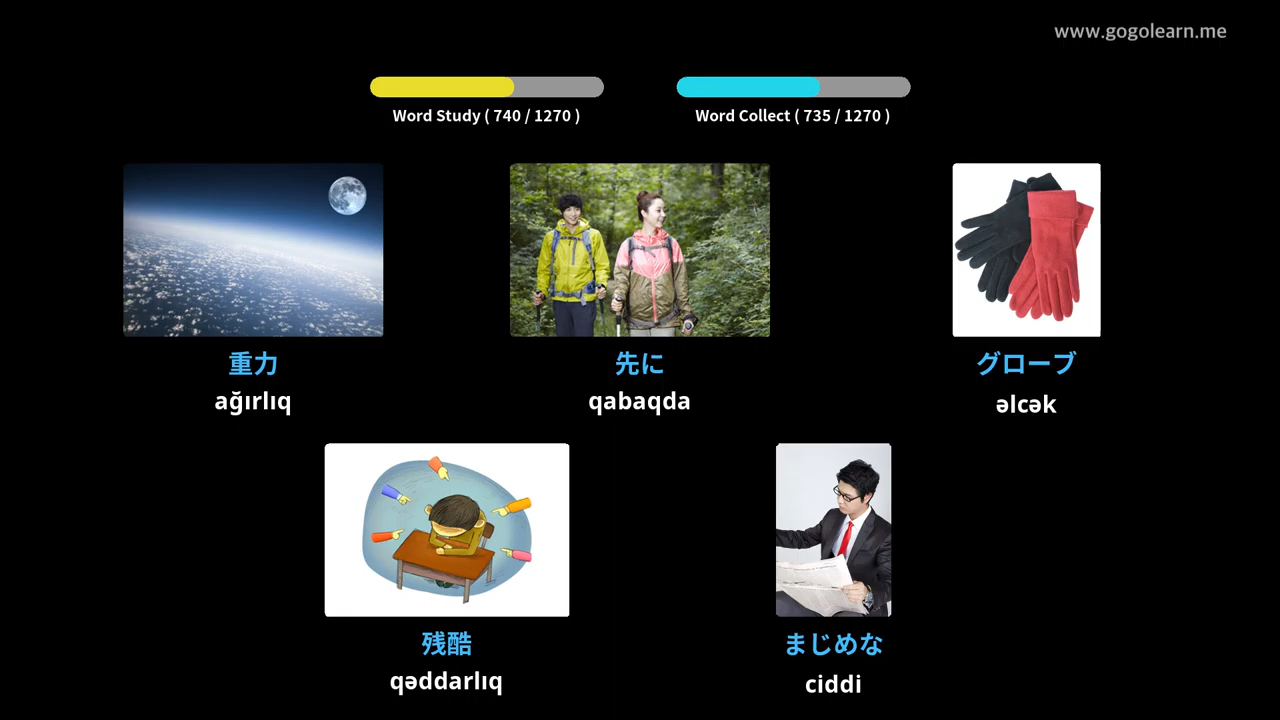 www.gogolearn.me
Word Study ( 740 / 1270 )
Word Collect ( 735 / 1270 )
重力
ağırlıq
先に
qabaqda
グローブ
əlcək
残酷
qəddarlıq
まじめな
ciddi